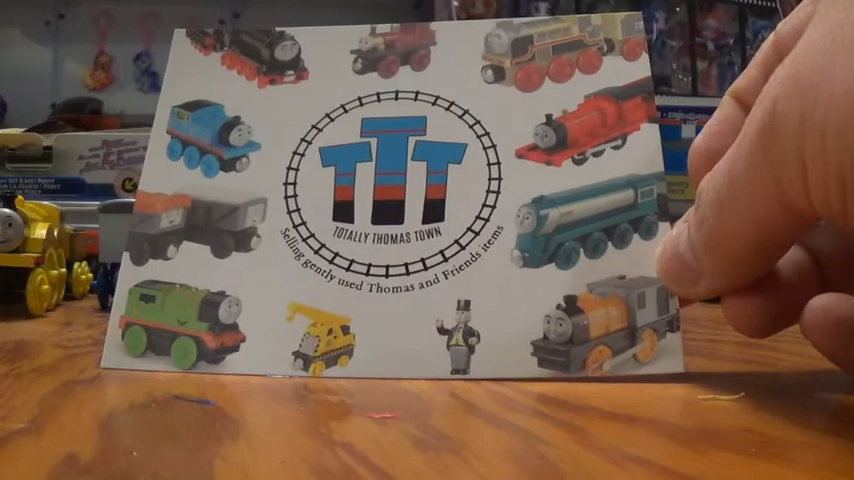 TTT
TOTALLY THOMAS TOWN
Selling gently used Thomas and Friends items